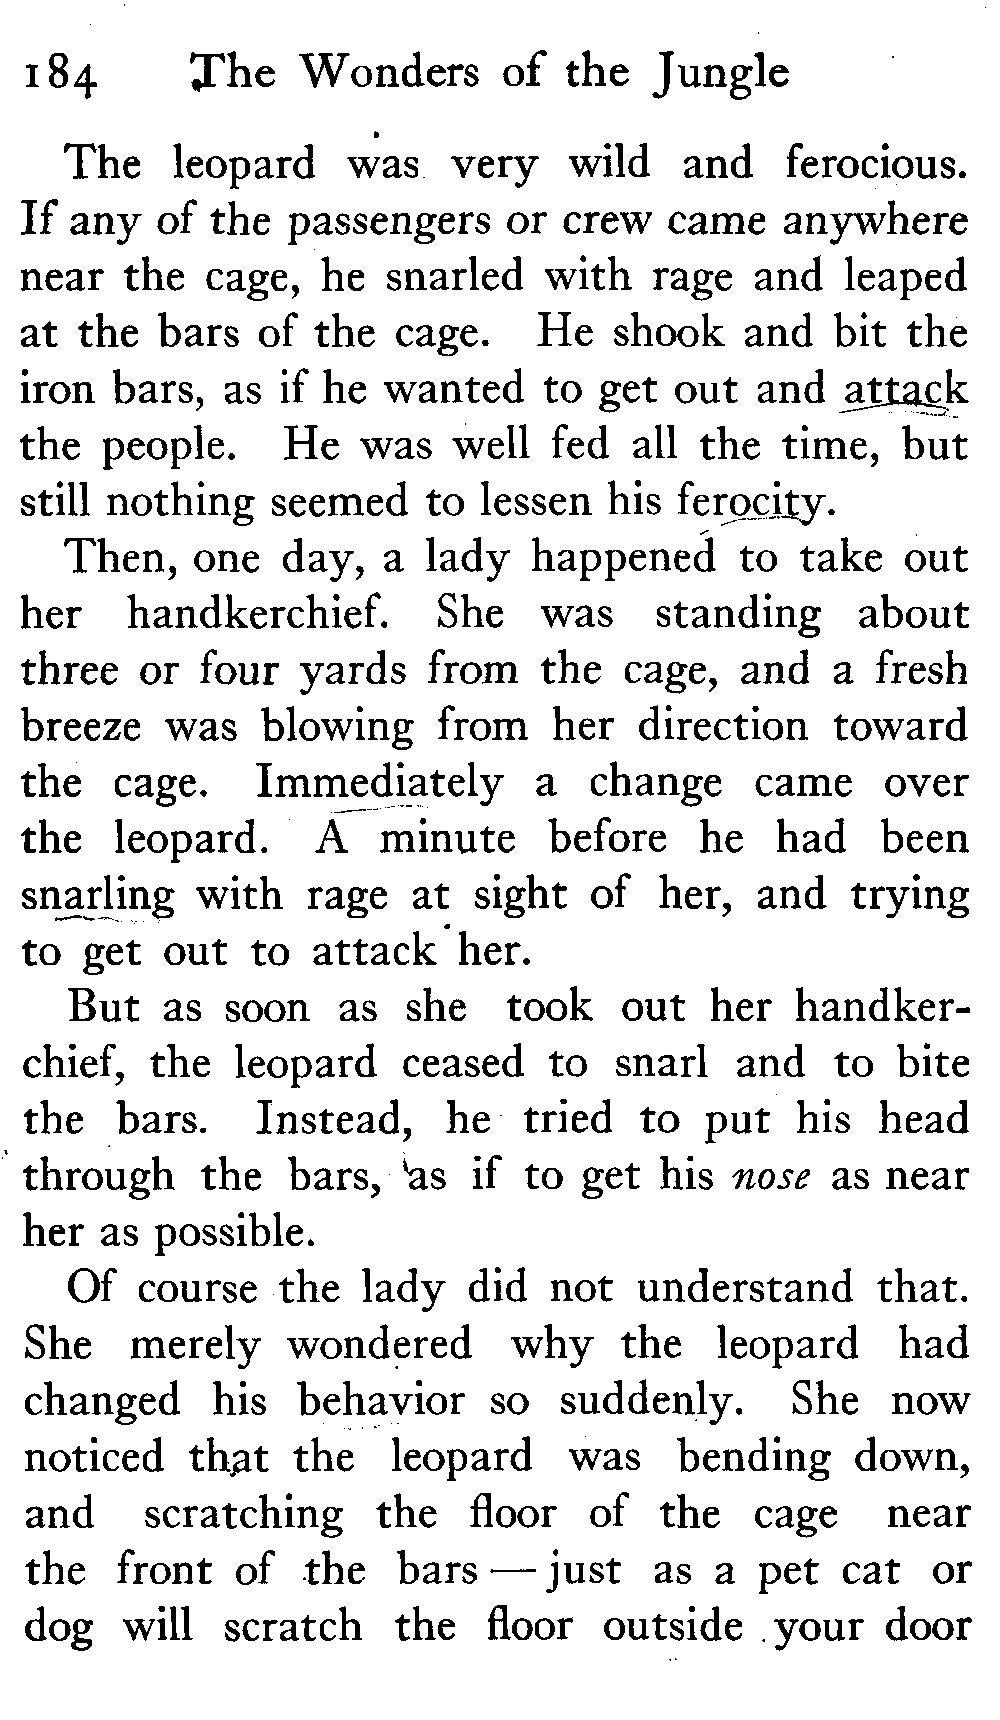 184 The Wonders of the Jungle
The leopard was very wild and ferocious.
If any of the passengers or crew came anywhere
near the cage, he snarled with rage and leaped
at the bars of the cage. He shook and bit the
iron bars, as if he wanted to get out and attack
the people. He was well fed all the time, but
still nothing seemed to lessen his ferocity.
Then, one day, a lady happened to take out
her handkerchief. She was standing about
three or four yards from the cage, and a fresh
breeze was blowing from her direction toward
the cage. Immediately a change came over
the leopard. A minute before he had been
snarling with rage at sight of her, and trying
to get out to attack her.
But as soon as she took out her handker-
chief, the leopard ceased to snarl and to bite
the bars. Instead, he tried to put his head
through the bars, as if to get his nose as near
her as possible.
Of course the lady did not understand that.
She merely wondered why the leopard had
changed his behavior so suddenly. She now
noticed that the leopard was bending down,
and scratching the floor of the cage near
the front of the bars — just as a pet cat or
dog will scratch the floor outside your door